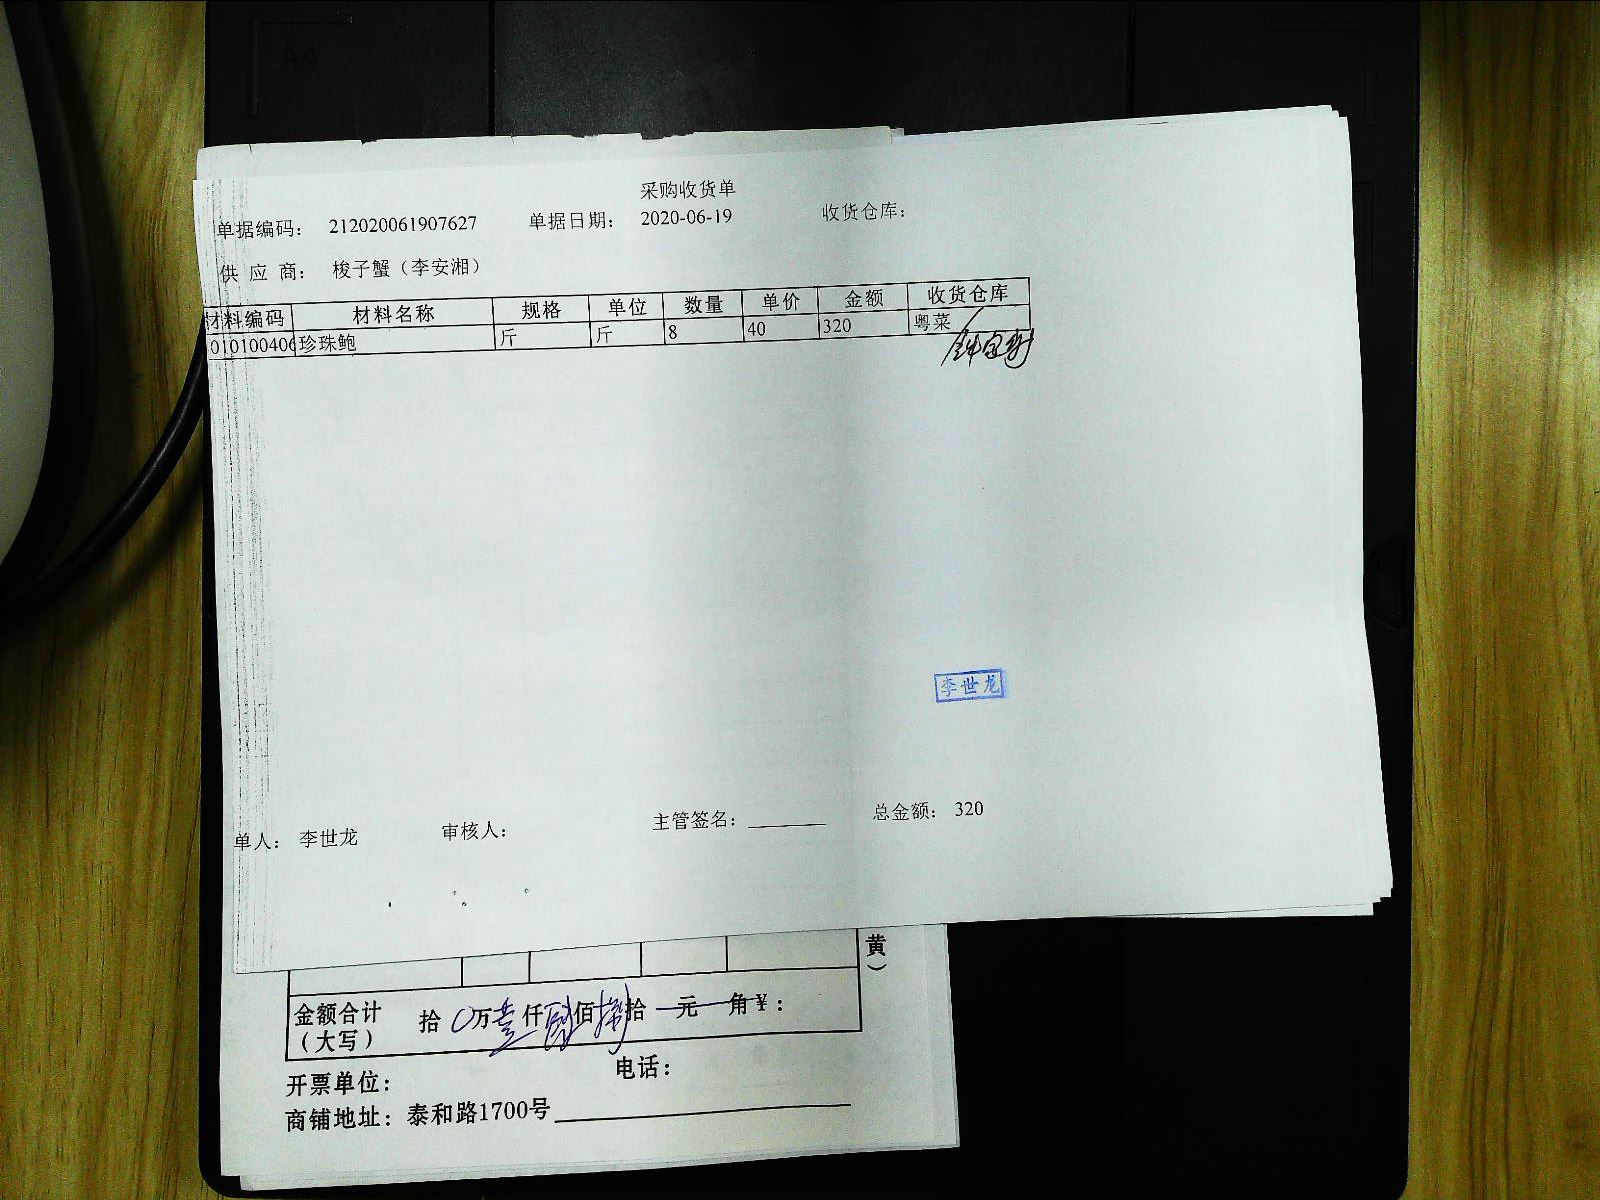 采购收货单
单据编码： 212020061907627 单据日期： 2020-06-19 收货仓库：
供 应 商： 梭子蟹（李安湘）
材料编码 材料名称 规格 单位 数量 单价 金额 收货仓库
010100406 珍珠鲍 斤 斤 8 40 320 粤菜
李世龙
单人： 李世龙 审核人： 主管签名： 总金额： 320
黄）
金额合计 拾 万壹仟 佰捌拾 元 角¥：
（大写）
开票单位： 电话：
商铺地址：泰和路1700号